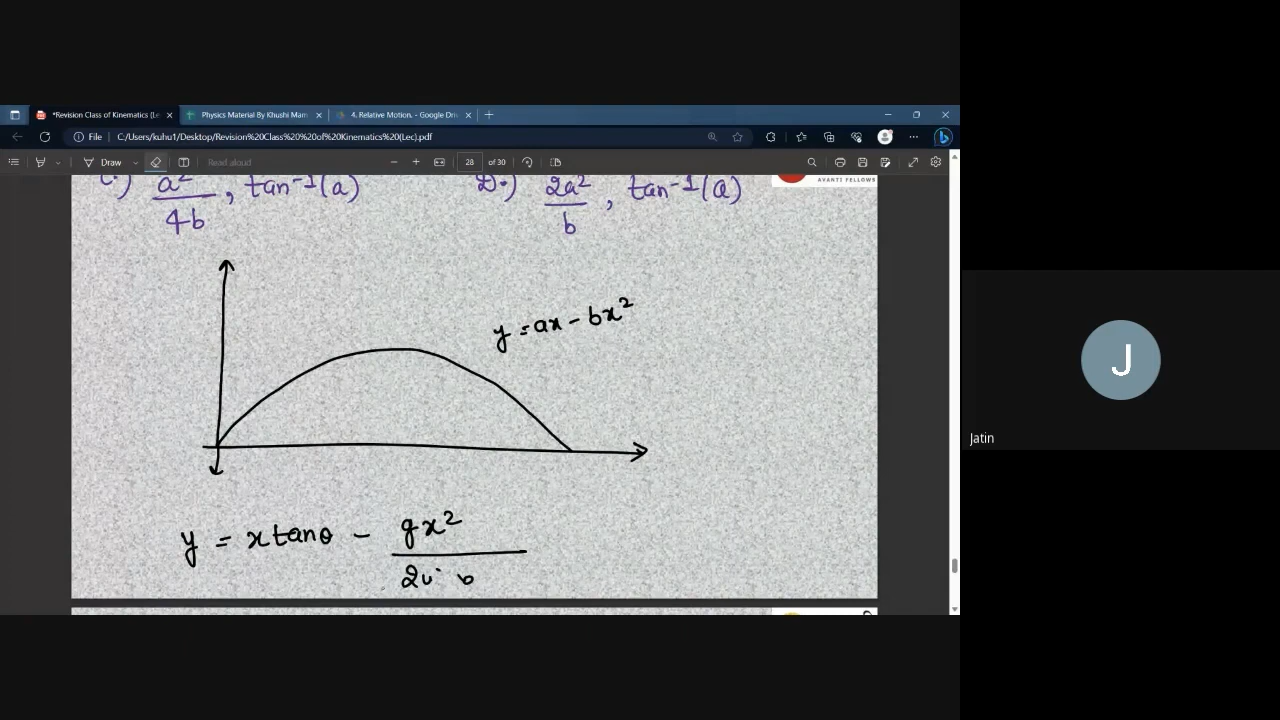 *Revision Class of Kinematics (Le
Physics Material By Khushi Mam
4. Relative Motion. - Google Dri
File
C:/Users/kuhu1/Desktop/Revision%20Class%20%20of%20Kinematics%20(Lec).pdf
Draw
Read aloud
28 of 30
C.) a²/4b, tan⁻¹(a)
D.) 2a²/b, tan⁻¹(a)
AVANTI FELLOWS
y = ax - bx²
y = x tanθ - gx²
2u
J
Jatin